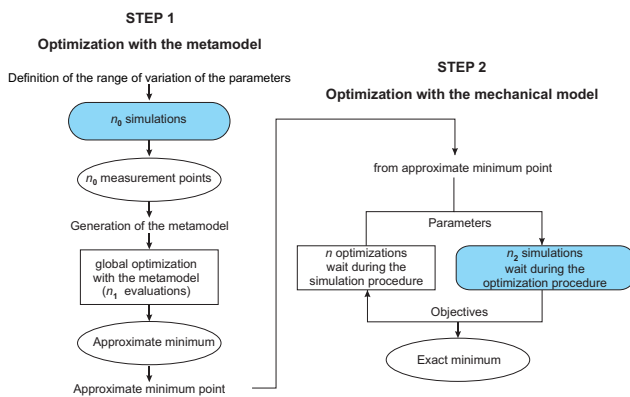 STEP 1
Optimization with the metamodel
Definition of the range of variation of the parameters
n0 simulations
n0 measurement points
Generation of the metamodel
global optimization
with the metamodel
(n1 evaluations)
Approximate minimum
Approximate minimum point
STEP 2
Optimization with the mechanical model
from approximate minimum point
Parameters
n optimizations
wait during the
simulation procedure
n2 simulations
wait during the
optimization procedure
Objectives
Exact minimum